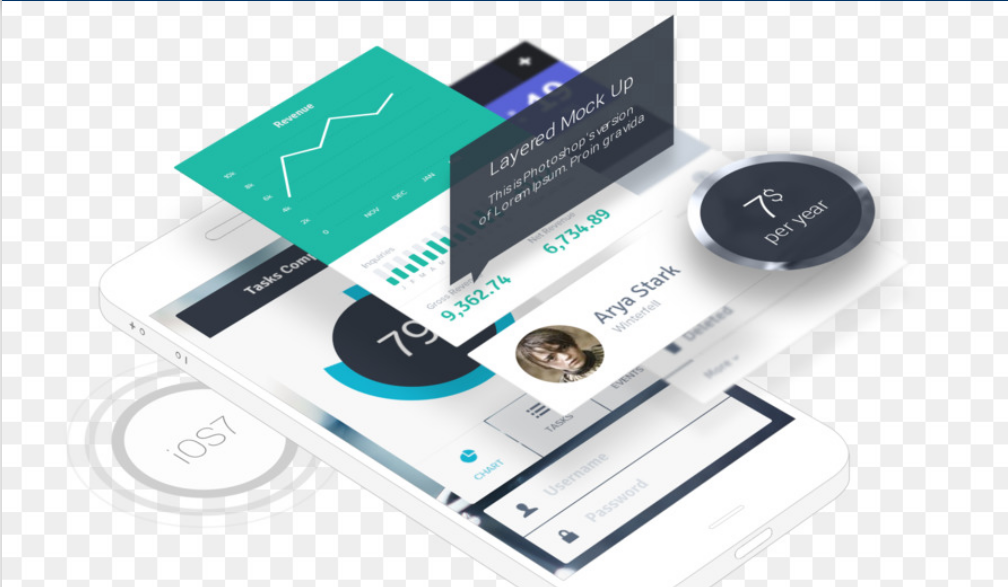 +
49
Revenue
10k
8k
6k
4k
2k
0
NOV
DEC
JAN
Layered Mock Up
This is Photoshop's version
of Lorem Ipsum. Proin gravida
7$
per year
Inquiries
J F M A M
Net Revenue
6,734.89
Gross Reve
9,362.74
Tasks Comp
79
Arya Stark
Winterfell
Deleted
More
EVENTS
TASKS
CHART
iOS7
Username
Password